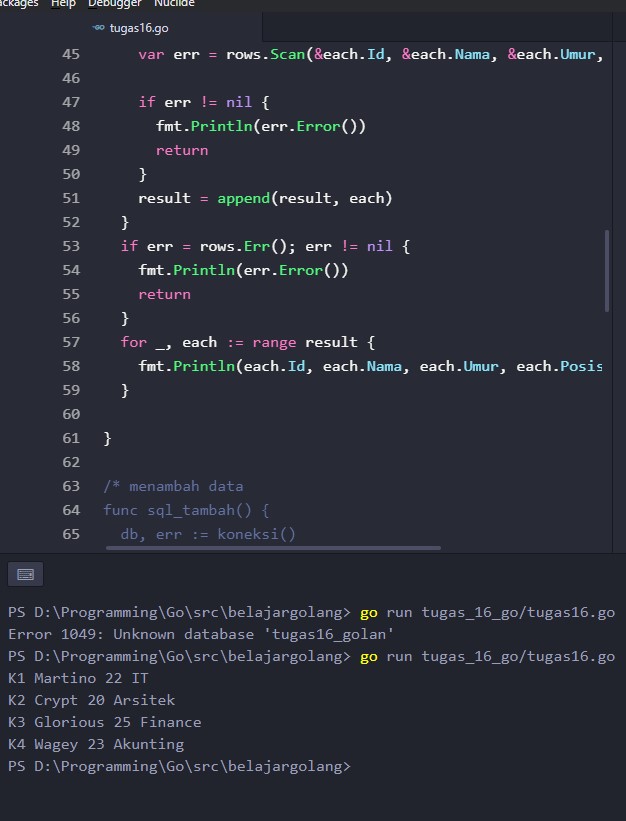 Help Debugger Nuclide
tugas16.go
45 var err = rows.Scan(&each.Id, &each.Nama, &each.Umur,
46
47 if err != nil {
48 fmt.Println(err.Error())
49 return
50 }
51 result = append(result, each)
52 }
53 if err = rows.Err(); err != nil {
54 fmt.Println(err.Error())
55 return
56 }
57 for _, each := range result {
58 fmt.Println(each.Id, each.Nama, each.Umur, each.Posis
59 }
60
61 }
62
63 /* menambah data
64 func sql_tambah() {
65 db, err := koneksi()
PS D:\Programming\Go\src\belajargolang> go run tugas_16_go/tugas16.go
Error 1049: Unknown database 'tugas16_golan'
PS D:\Programming\Go\src\belajargolang> go run tugas_16_go/tugas16.go
K1 Martino 22 IT
K2 Crypt 20 Arsitek
K3 Glorious 25 Finance
K4 Wagey 23 Akunting
PS D:\Programming\Go\src\belajargolang>